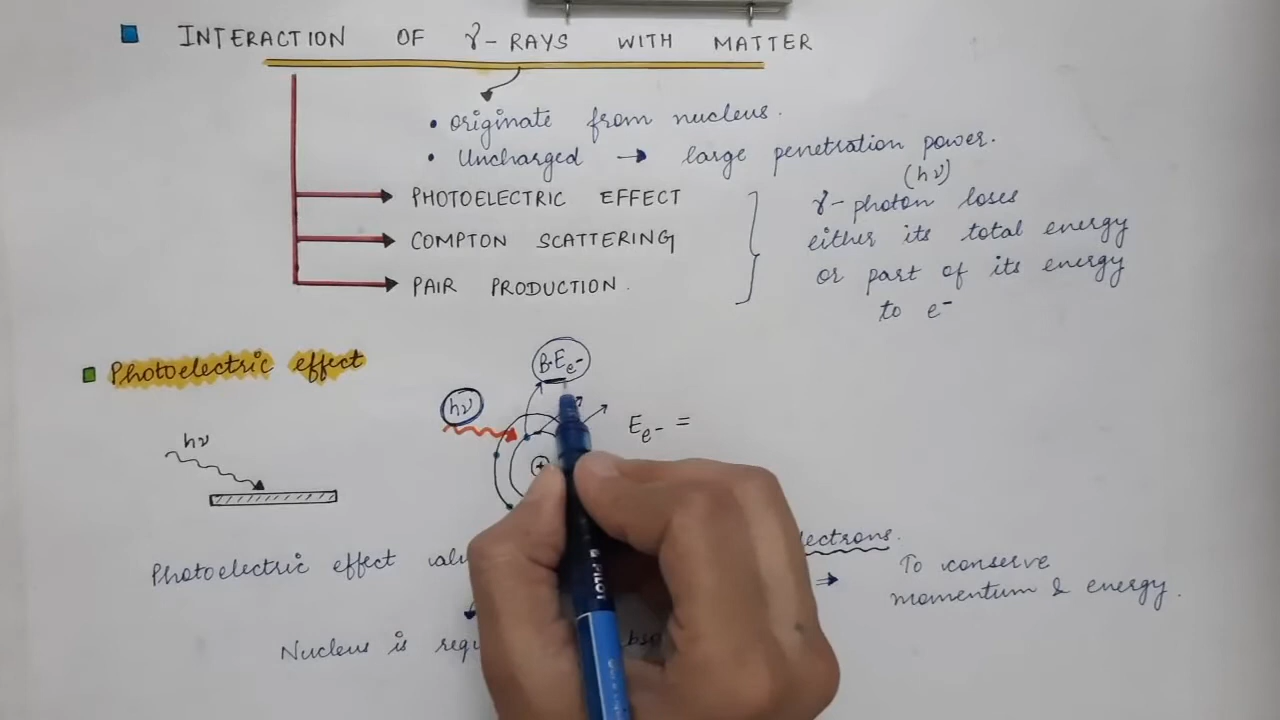 INTERACTION OF γ-RAYS WITH MATTER
• originate from nucleus.
• Uncharged → large penetration power.
PHOTOELECTRIC EFFECT
COMPTON SCATTERING
PAIR PRODUCTION.
(hν)
γ-photon loses
either its total energy
or part of its energy
to e⁻
Photoelectric effect
B.E e⁻
hν
E e⁻ =
hν
+
Photoelectric effect
To conserve
momentum & energy.
Nucleus is
PILOT